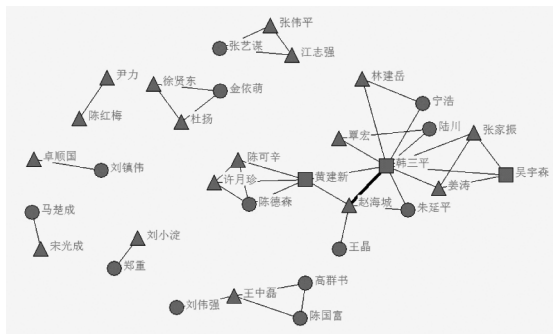 张伟平
张艺谋
江志强
尹力
徐贤东
金依萌
林建岳
宁浩
陈红梅
杜扬
覃宏
陆川
张家振
卓顺国
刘镇伟
陈可辛
韩三平
许月珍
黄建新
吴宇森
姜涛
陈德森
赵海城
朱延平
马楚成
宋光成
刘小淀
王晶
郑重
高群书
刘伟强
王中磊
陈国富